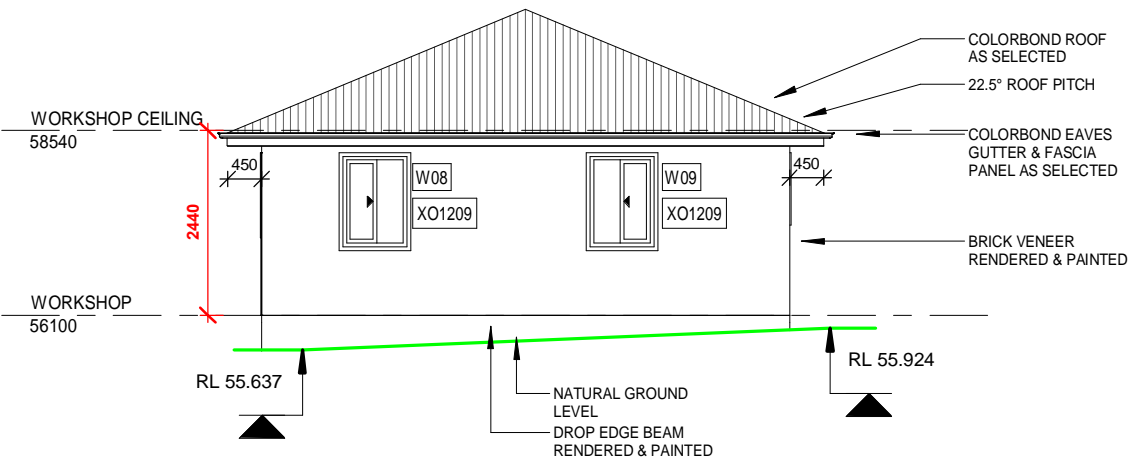 COLORBOND ROOF
AS SELECTED
22.5° ROOF PITCH
WORKSHOP CEILING
58540
COLORBOND EAVES
GUTTER & FASCIA
PANEL AS SELECTED
450
450
W08
XO1209
W09
XO1209
2440
BRICK VENEER
RENDERED & PAINTED
WORKSHOP
56100
RL 55.637
RL 55.924
NATURAL GROUND
LEVEL
DROP EDGE BEAM
RENDERED & PAINTED